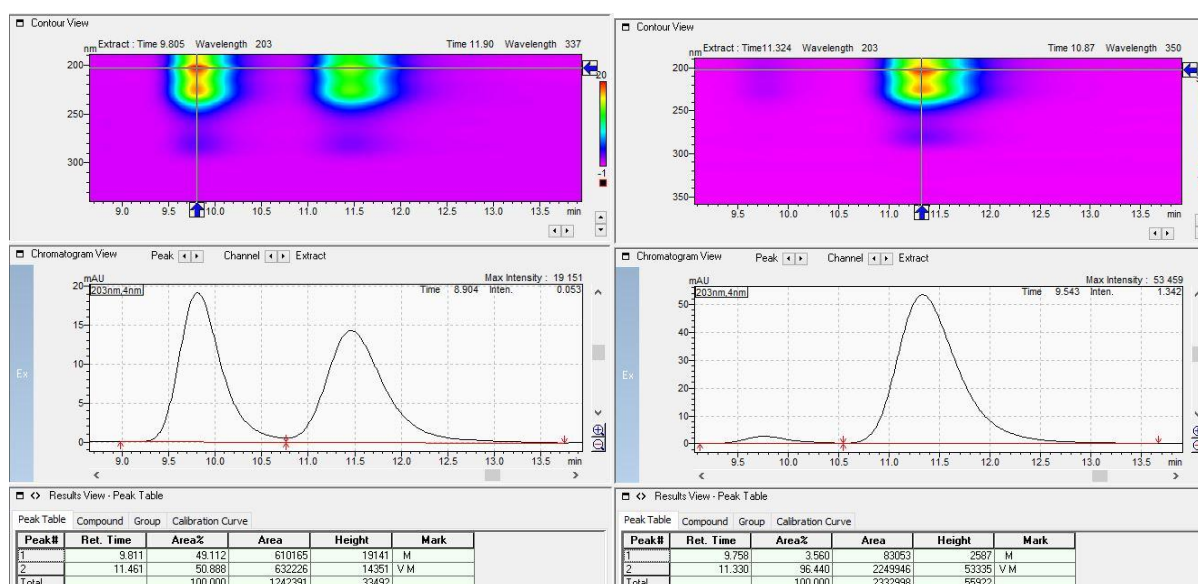 Contour View
nm Extract : Time 9.805 Wavelength 203 Time 11.90 Wavelength 337
200
250
300
20
-1
9.0 9.5 10.0 10.5 11.0 11.5 12.0 12.5 13.0 13.5 min
Chromatogram View Peak Channel Extract
mAU Max Intensity : 19 151
203nm,4nm Time 8.904 Inten. 0.053
20
15
10
5
0
Ex
9.0 9.5 10.0 10.5 11.0 11.5 12.0 12.5 13.0 13.5 min
Results View - Peak Table
Peak Table Compound Group Calibration Curve
Peak# Ret. Time Area% Area Height Mark
1 9.811 49.112 610165 19141 M
2 11.461 50.888 632226 14351 V M
Total 100.000 1242391 33492
Contour View
nm Extract : Time11.324 Wavelength 203 Time 10.87 Wavelength 350
200
250
300
350
9.5 10.0 10.5 11.0 11.5 12.0 12.5 13.0 13.5 min
Chromatogram View Peak Channel Extract
mAU Max Intensity : 53 459
203nm,4nm Time 9.543 Inten. 1.342
50
40
30
20
10
0
Ex
9.5 10.0 10.5 11.0 11.5 12.0 12.5 13.0 13.5 min
Results View - Peak Table
Peak Table Compound Group Calibration Curve
Peak# Ret. Time Area% Area Height Mark
1 9.758 3.560 83053 2587 M
2 11.330 96.440 2249946 53335 V M
Total 100.000 2332998 55922